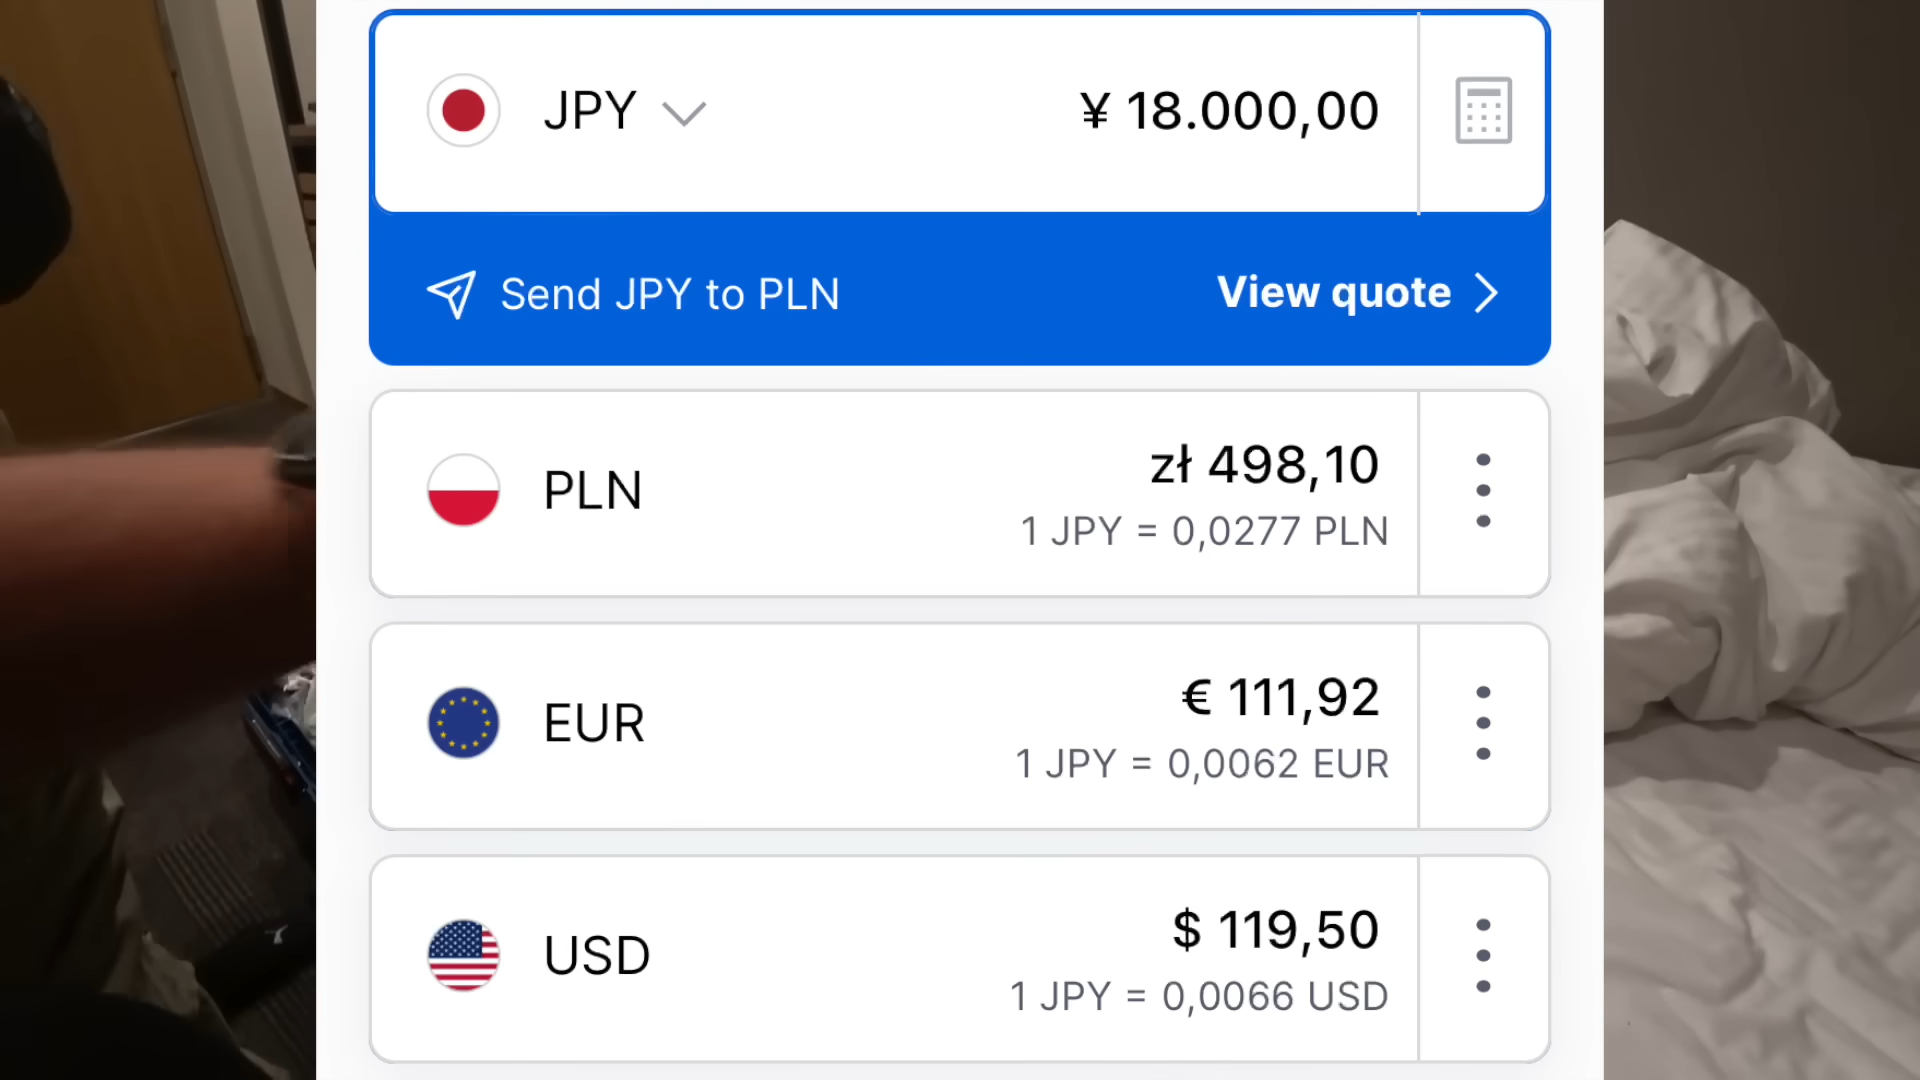 JPY
¥ 18.000,00
Send JPY to PLN
View quote
PLN
zł 498,10
1 JPY = 0,0277 PLN
EUR
€ 111,92
1 JPY = 0,0062 EUR
USD
$ 119,50
1 JPY = 0,0066 USD